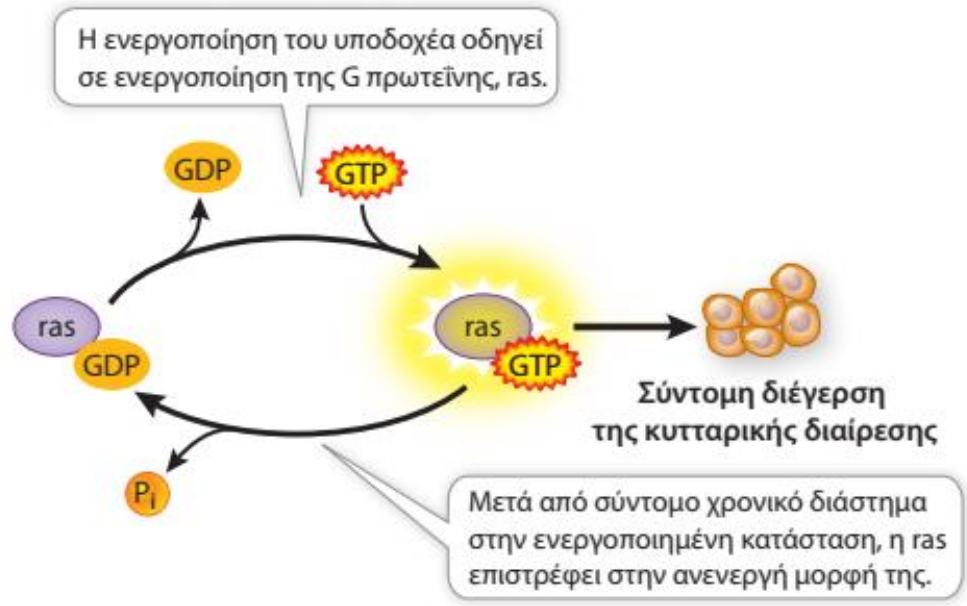 Η ενεργοποίηση του υποδοχέα οδηγεί
σε ενεργοποίηση της G πρωτεΐνης, ras.
GDP
GTP
ras
GDP
ras
GTP
Σύντομη διέγερση
της κυτταρικής διαίρεσης
Pi
Μετά από σύντομο χρονικό διάστημα
στην ενεργοποιημένη κατάσταση, η ras
επιστρέφει στην ανενεργή μορφή της.